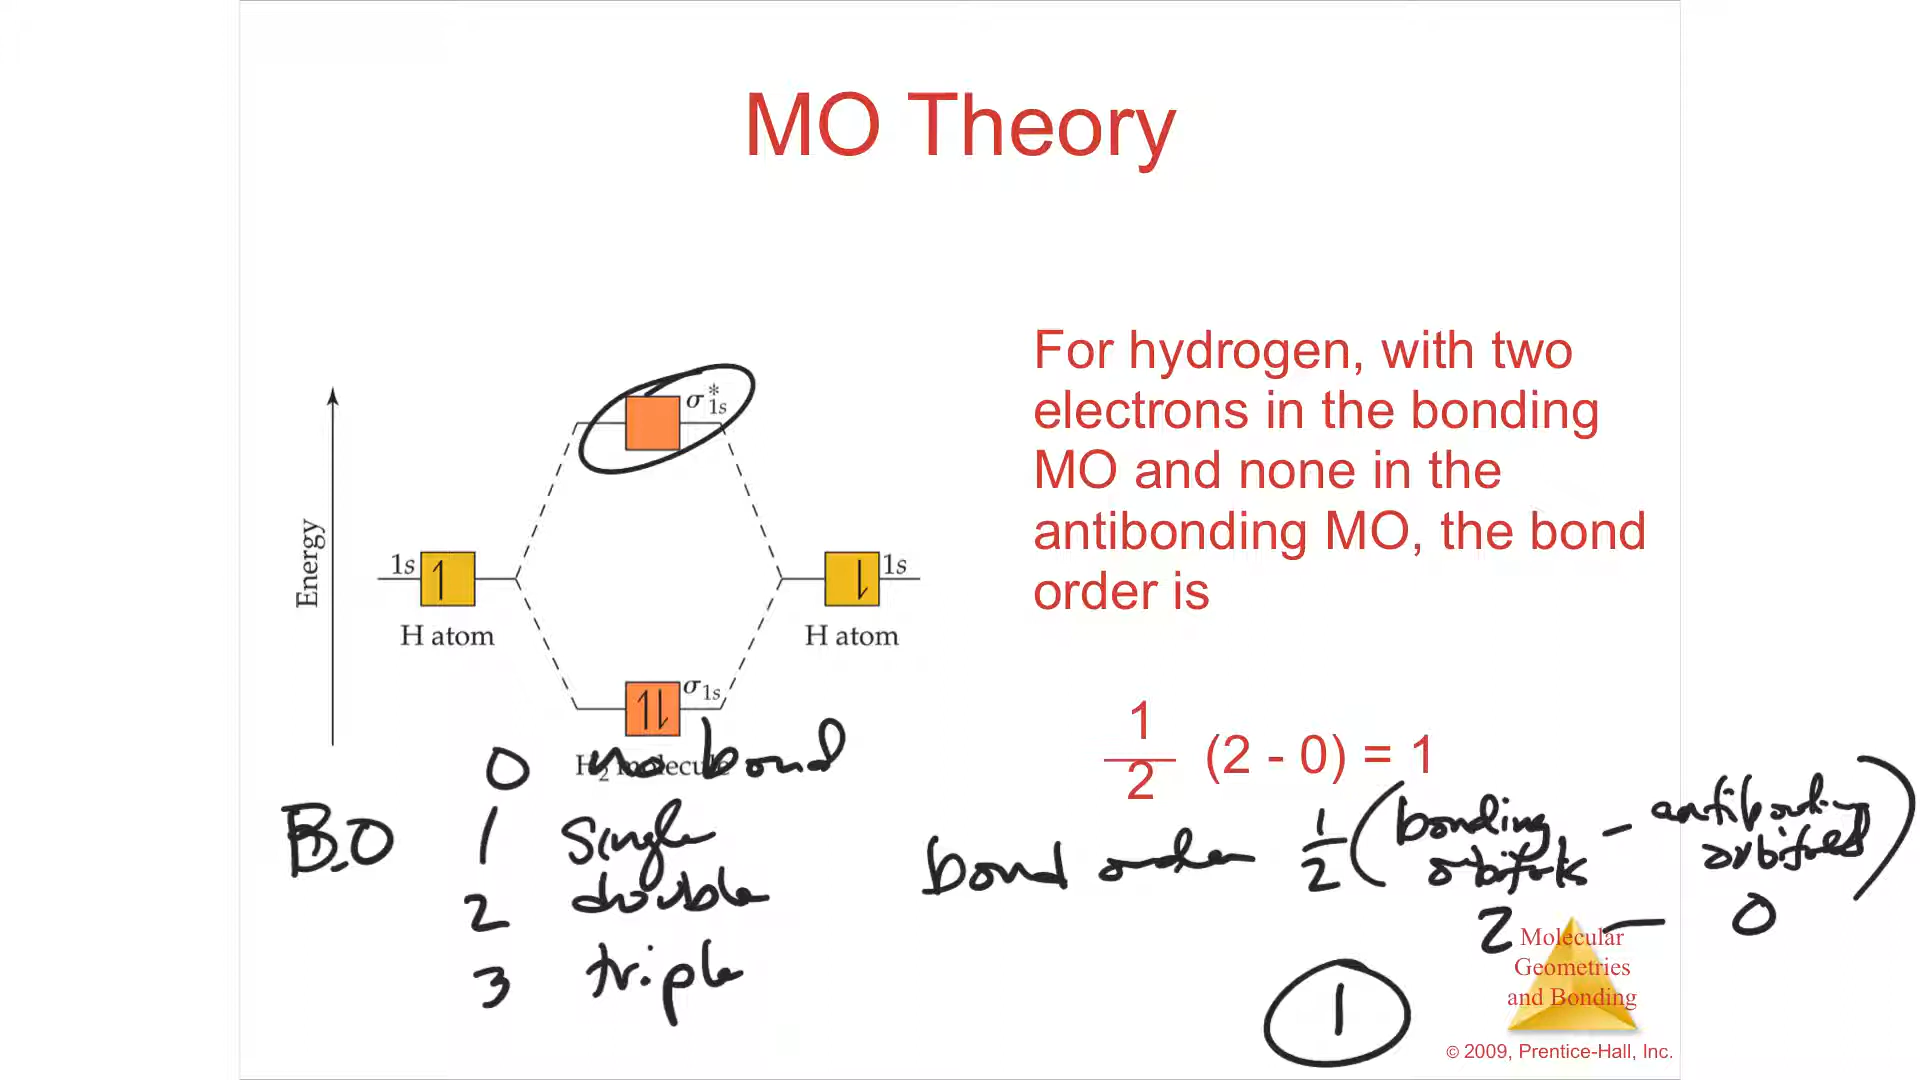 MO Theory
For hydrogen, with two
electrons in the bonding
MO and none in the
antibonding MO, the bond
order is
1
2
(2 - 0) = 1
Energy
σ*1s
1s
1s
H atom
H atom
σ1s
H2 molecule
0 no bond
B.O 1 single
2 double
3 triple
bond order 1/2 (bonding orbitals - antibonding orbitals)
2 - 0
1
Molecular
Geometries
and Bonding
© 2009, Prentice-Hall, Inc.